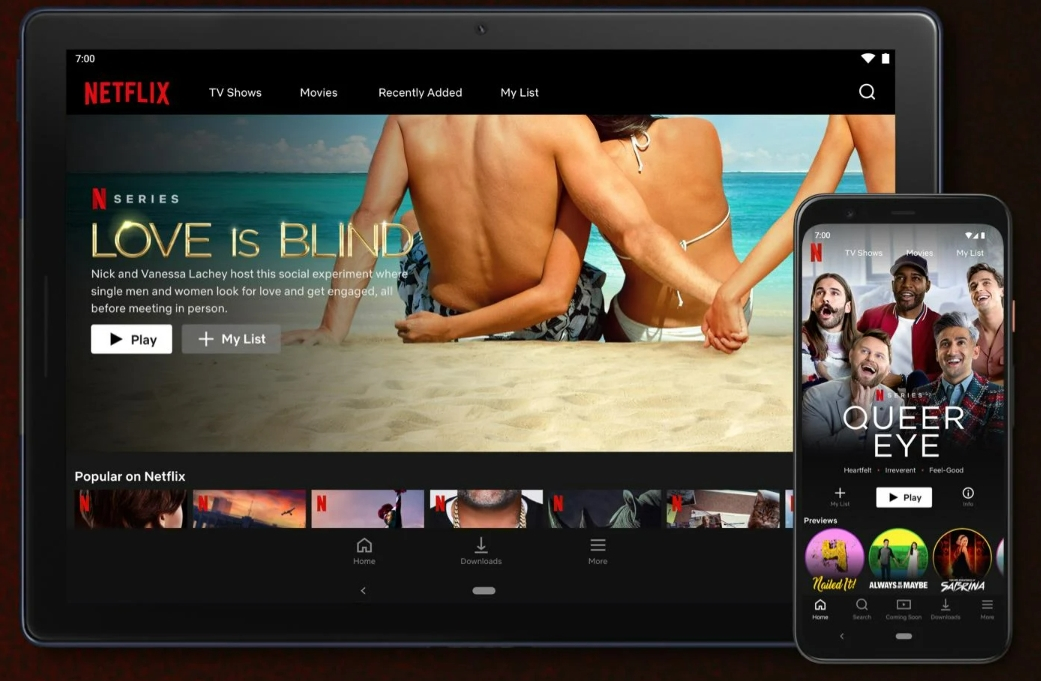 7:00
NETFLIX
TV Shows
Movies
Recently Added
My List
N SERIES
LOVE IS BLIND
Nick and Vanessa Lachey host this social experiment where
single men and women look for love and get engaged, all
before meeting in person.
Play
My List
Popular on Netflix
N
N
N
N
N
Home
Downloads
More
7:00
N
TV Shows
Movies
My List
N SERIES
QUEER
EYE
Heartfelt • Irreverent • Feel-Good
My List
Play
Info
Previews
Nailed It!
ALWAYS BE MY MAYBE
SABRINA
Home
Search
Coming Soon
Downloads
More